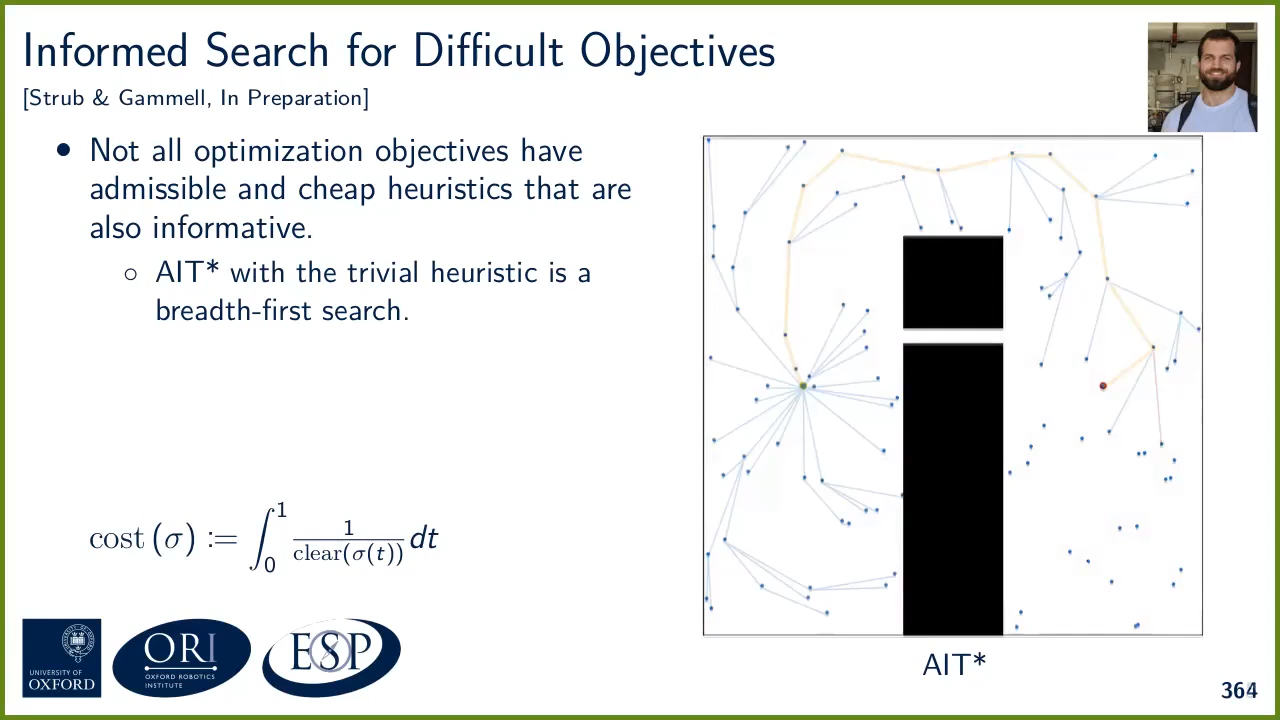 Informed Search for Difficult Objectives
[Strub & Gammell, In Preparation]
• Not all optimization objectives have
admissible and cheap heuristics that are
also informative.
○ AIT* with the trivial heuristic is a
breadth-first search.
cost (σ) := ∫₀¹ 1/clear(σ(t)) dt
UNIVERSITY OF
OXFORD
ORI
OXFORD ROBOTICS
INSTITUTE
ESP
AIT*
364